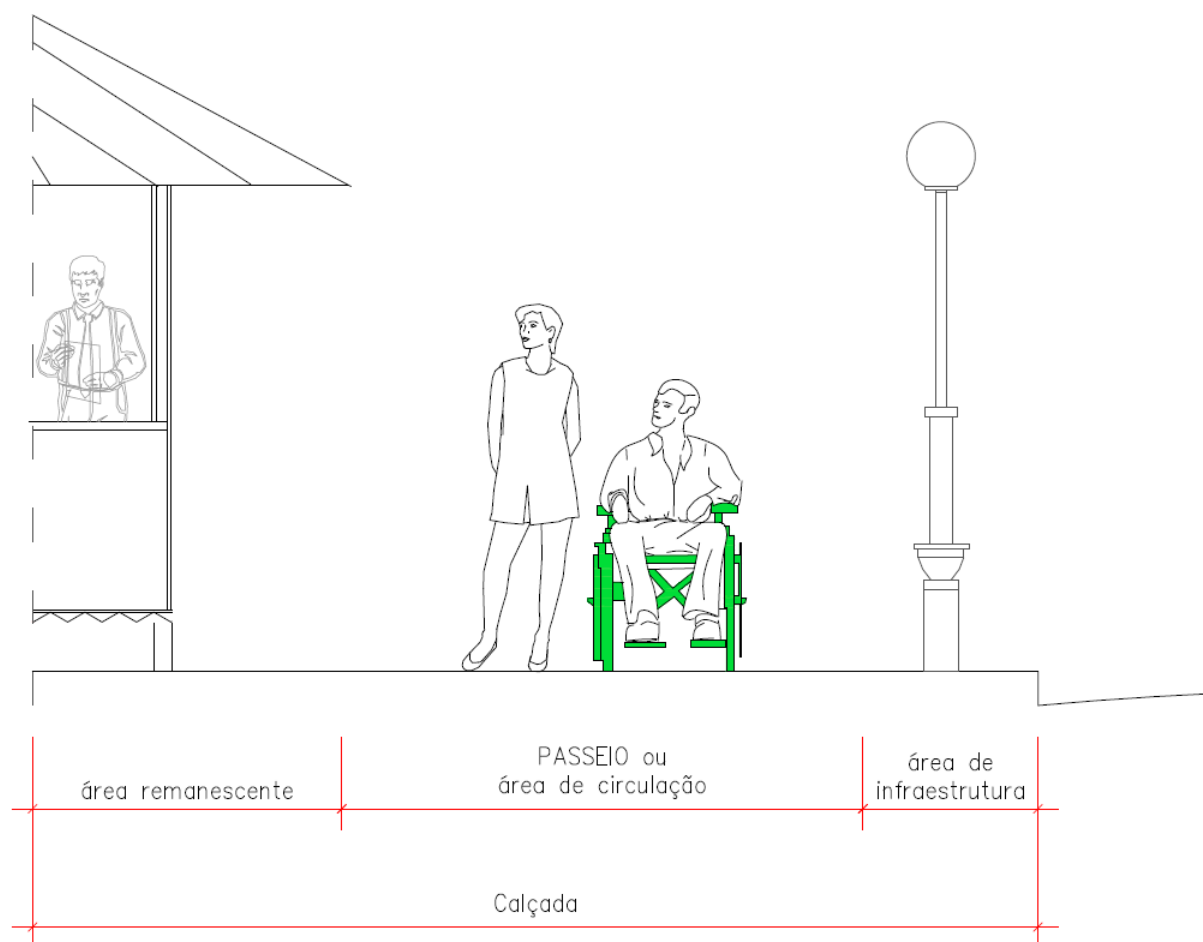 área remanescente
PASSEIO ou
área de circulação
área de
infraestrutura
Calçada